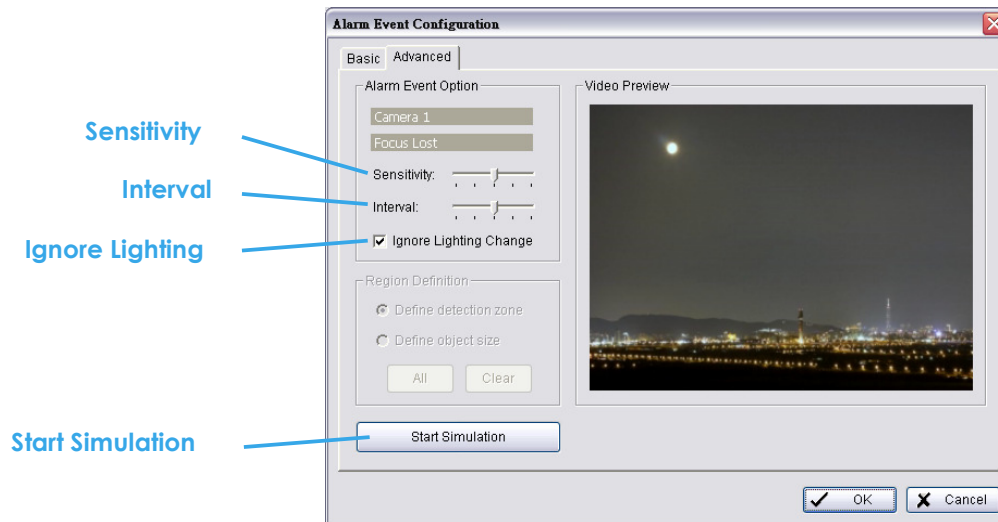 Alarm Event Configuration
Basic
Advanced
Alarm Event Option
Camera 1
Focus Lost
Sensitivity:
Interval:
Ignore Lighting Change
Region Definition
Define detection zone
Define object size
All
Clear
Start Simulation
Video Preview
OK
Cancel
Sensitivity
Interval
Ignore Lighting
Start Simulation